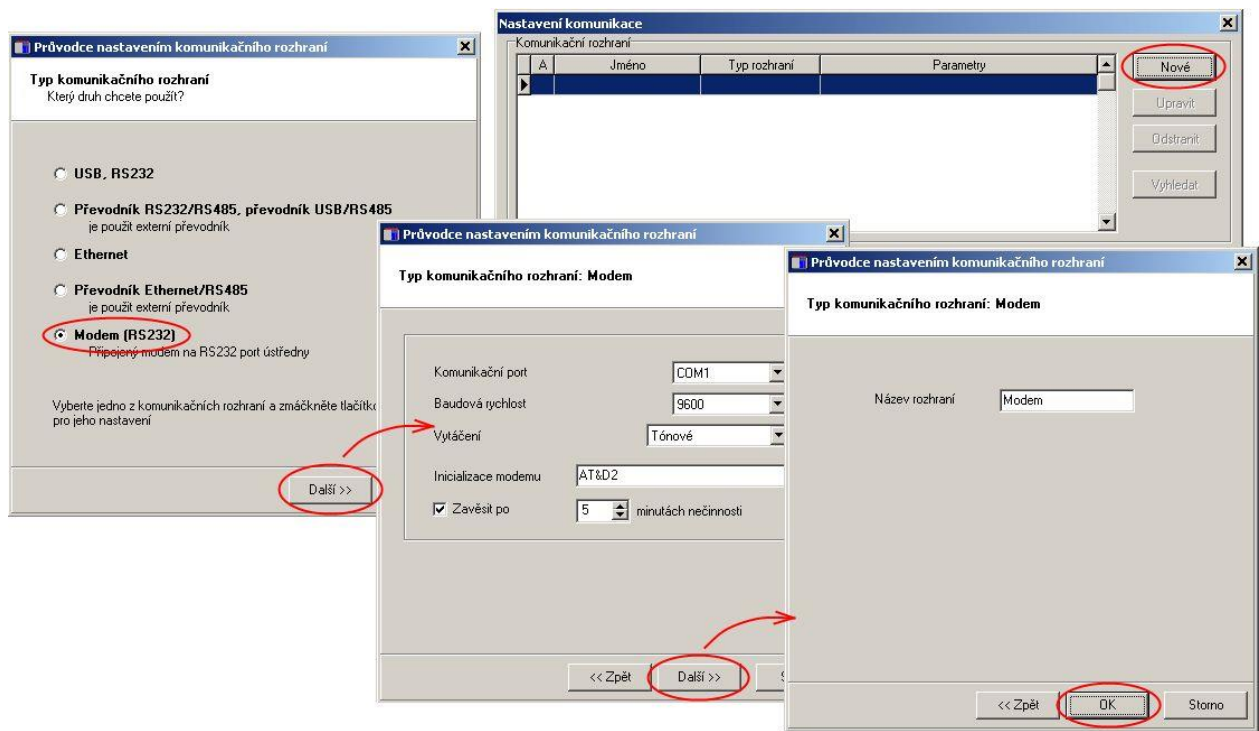 Nastavení komunikace
Komunikační rozhraní
A Jméno Typ rozhraní Parametry
Nové
Upravit
Odstranit
Vyhledat
Průvodce nastavením komunikačního rozhraní
Typ komunikačního rozhraní
Který druh chcete použít?
USB, RS232
Převodník RS232/RS485, převodník USB/RS485
je použit externí převodník
Ethernet
Převodník Ethernet/RS485
je použit externí převodník
Modem (RS232)
Připojený modem na RS232 port ústředny
Vyberte jedno z komunikačních rozhraní a zmáčkněte
pro jeho nastavení
Další >>
Průvodce nastavením komunikačního rozhraní
Typ komunikačního rozhraní: Modem
Komunikační port COM1
Baudová rychlost 9600
Vytáčení Tónové
Inicializace modemu AT&D2
Zavěsit po 5 minutách nečinnosti
<< Zpět Další >>
Průvodce nastavením komunikačního rozhraní
Typ komunikačního rozhraní: Modem
Název rozhraní Modem
<< Zpět OK Storno